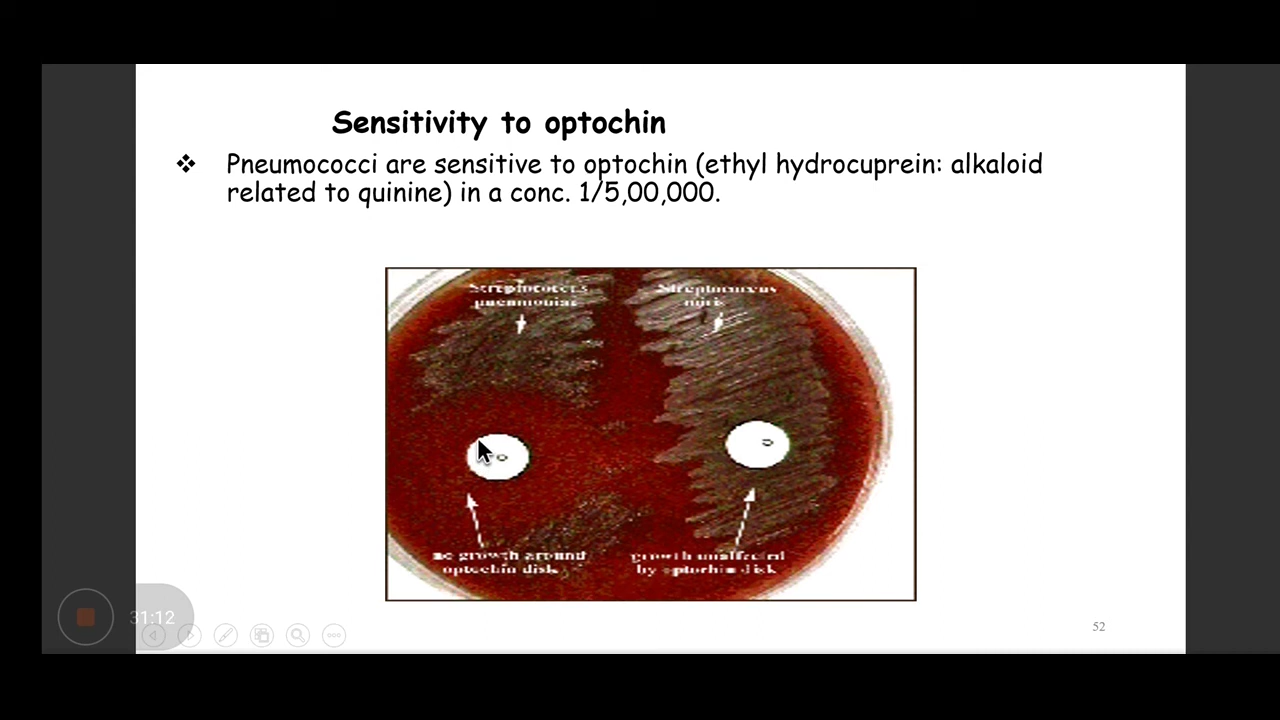 Sensitivity to optochin
❖ Pneumococci are sensitive to optochin (ethyl hydrocuprein: alkaloid
related to quinine) in a conc. 1/5,00,000.
Streptococcus
pneumoniae
Streptococcus
mitis
no growth around
optochin disk
growth unaffected
by optochin disk
31:12
52